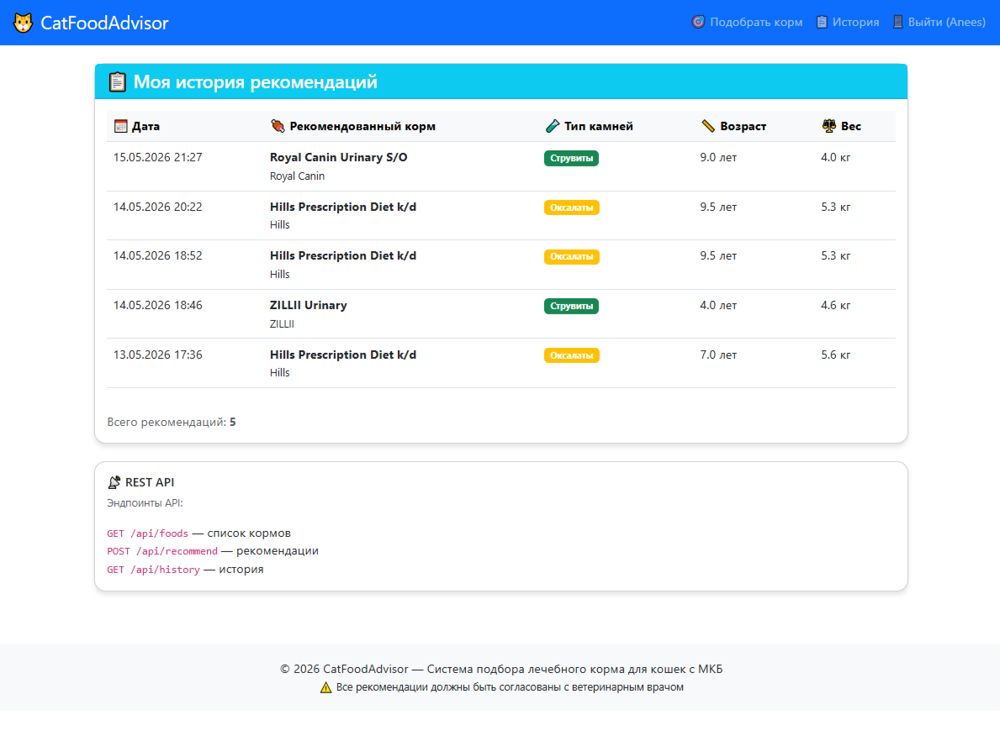 CatFoodAdvisor
Подобрать корм История Выйти (Anees)
Моя история рекомендаций
Дата Рекомендованный корм Тип камней Возраст Вес
15.05.2026 21:27 Royal Canin Urinary S/O Струвиты 9.0 лет 4.0 кг
Royal Canin
14.05.2026 20:22 Hills Prescription Diet k/d Оксалаты 9.5 лет 5.3 кг
Hills
14.05.2026 18:52 Hills Prescription Diet k/d Оксалаты 9.5 лет 5.3 кг
Hills
14.05.2026 18:46 ZILLII Urinary Струвиты 4.0 лет 4.6 кг
ZILLII
13.05.2026 17:36 Hills Prescription Diet k/d Оксалаты 7.0 лет 5.6 кг
Hills
Всего рекомендаций: 5
REST API
Эндпоинты API:
GET /api/foods — список кормов
POST /api/recommend — рекомендации
GET /api/history — история
© 2026 CatFoodAdvisor — Система подбора лечебного корма для кошек с МКБ
⚠ Все рекомендации должны быть согласованы с ветеринарным врачом